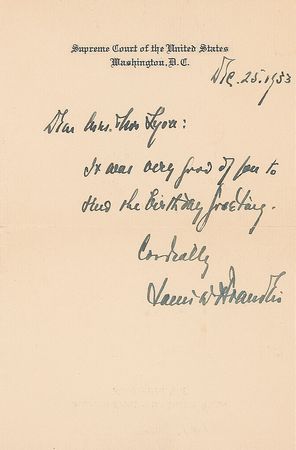 Supreme Court of the United States
Washington, D.C.
25.1933
Dear Mrs. Lyon:
It was very good of you to
send the birthday greeting.
Cordially
Louis D Brandeis